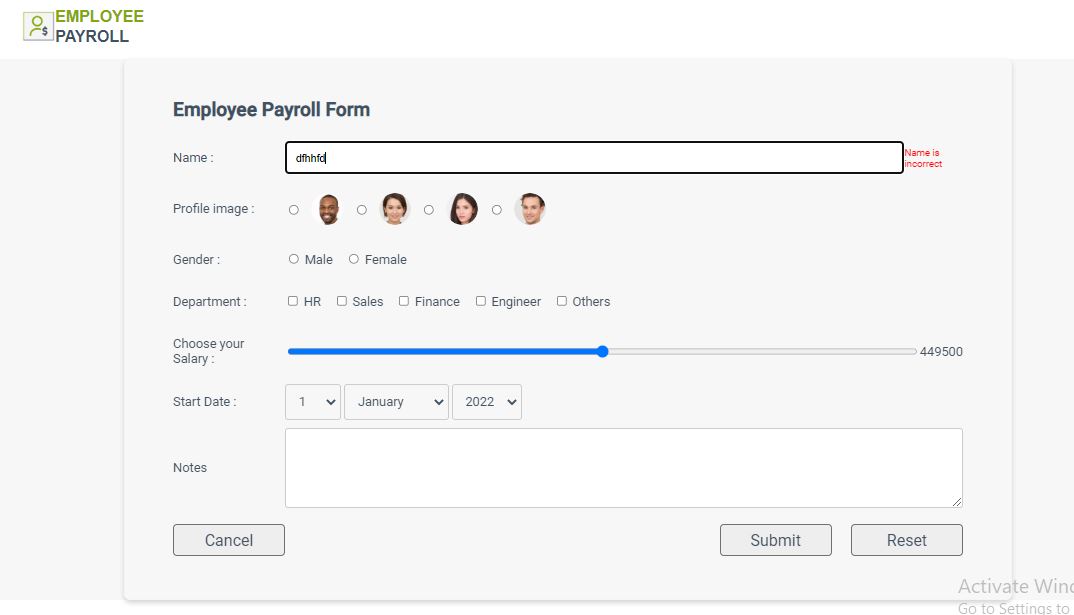 EMPLOYEE
PAYROLL
Employee Payroll Form
Name : dfhhfd Name is
incorrect
Profile image :
Gender : Male Female
Department : HR Sales Finance Engineer Others
Choose your
Salary : 449500
Start Date : 1 January 2022
Notes
Cancel Submit Reset
Activate Wind
Go to Settings to